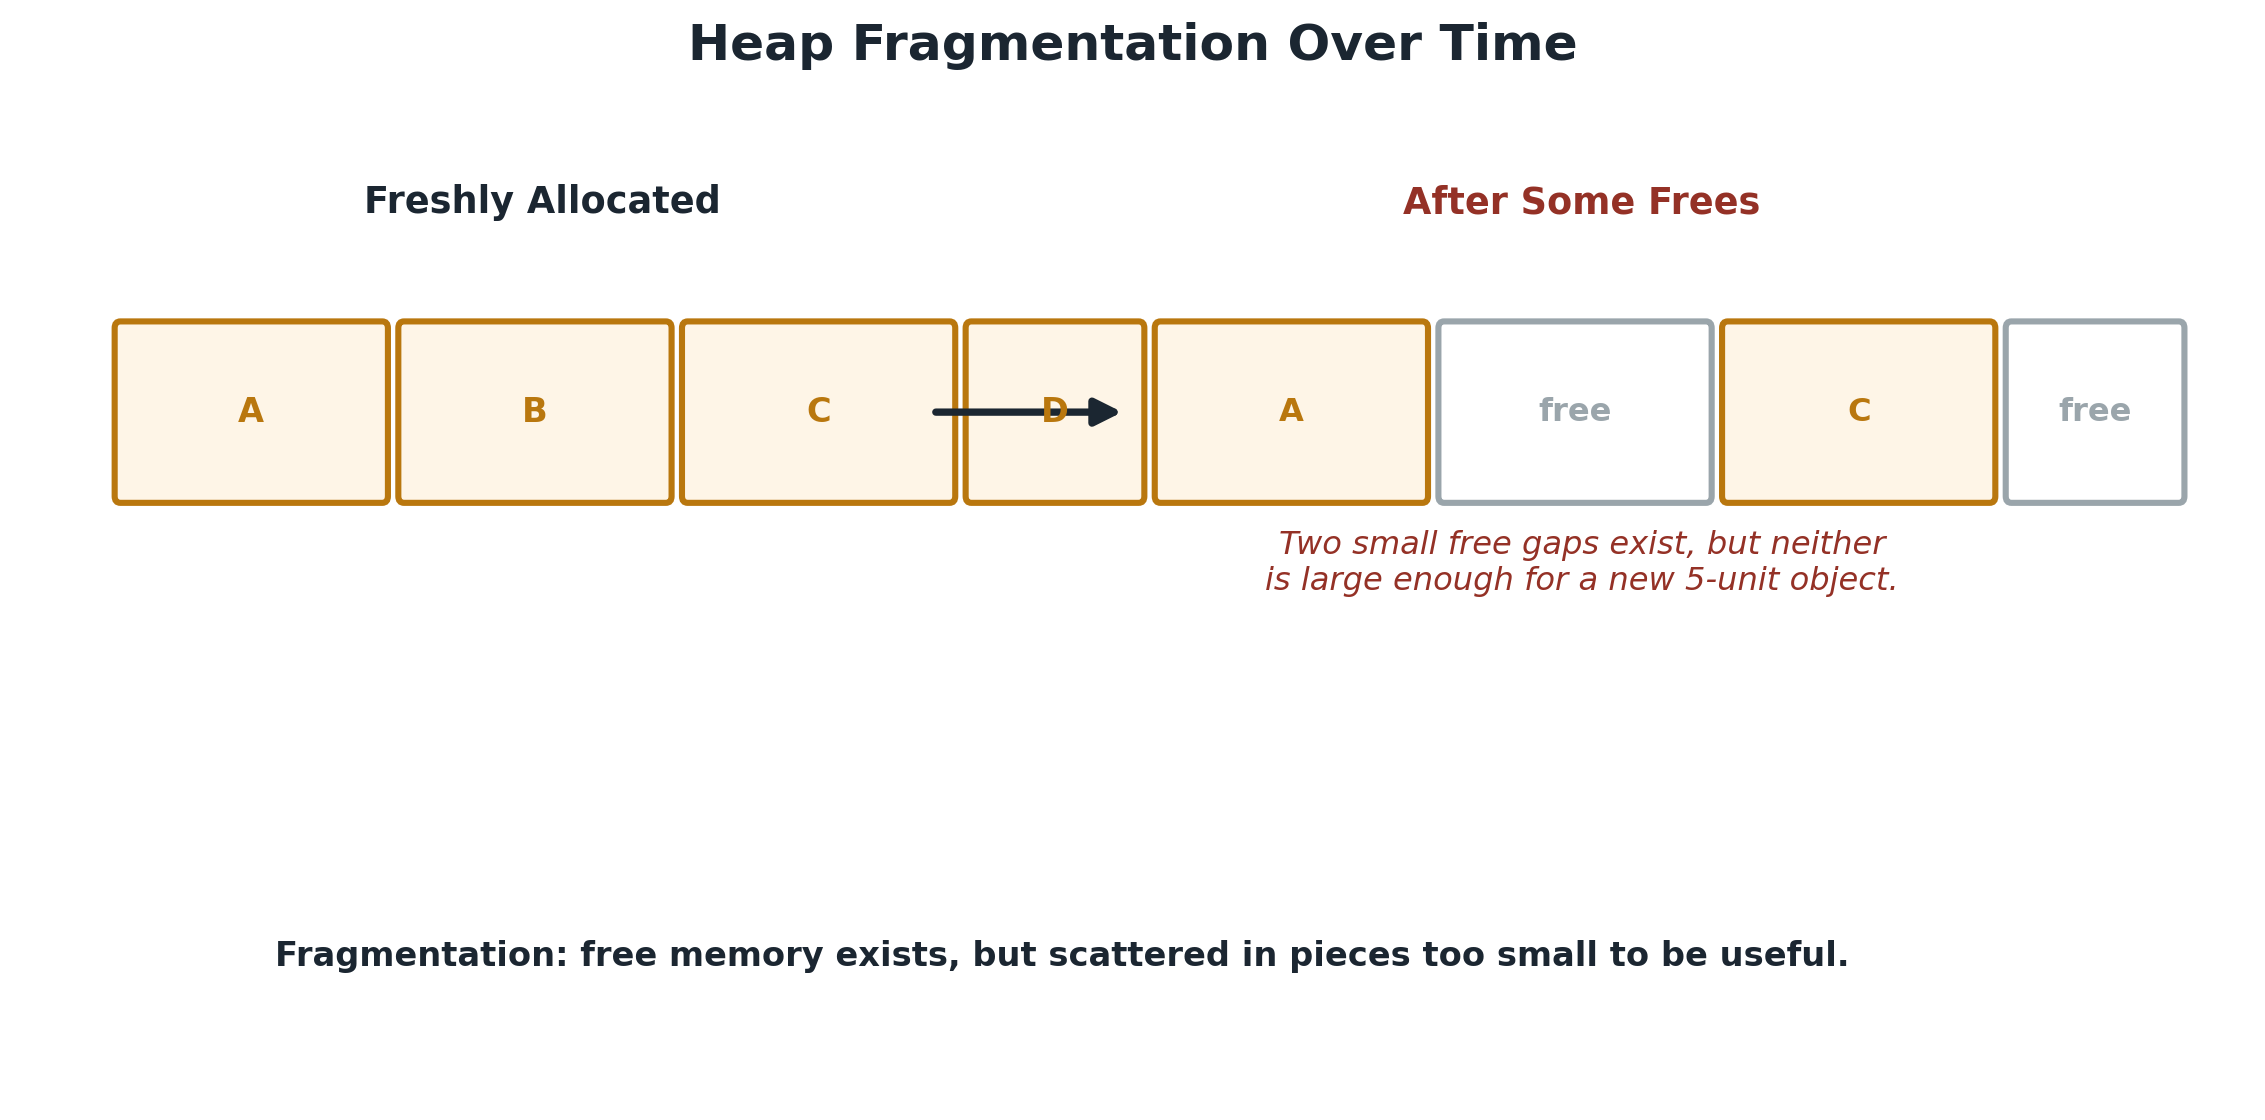 Heap Fragmentation Over Time
Freshly Allocated
After Some Frees
A
B
C
D
A
free
C
free
Two small free gaps exist, but neither
is large enough for a new 5-unit object.
Fragmentation: free memory exists, but scattered in pieces too small to be useful.